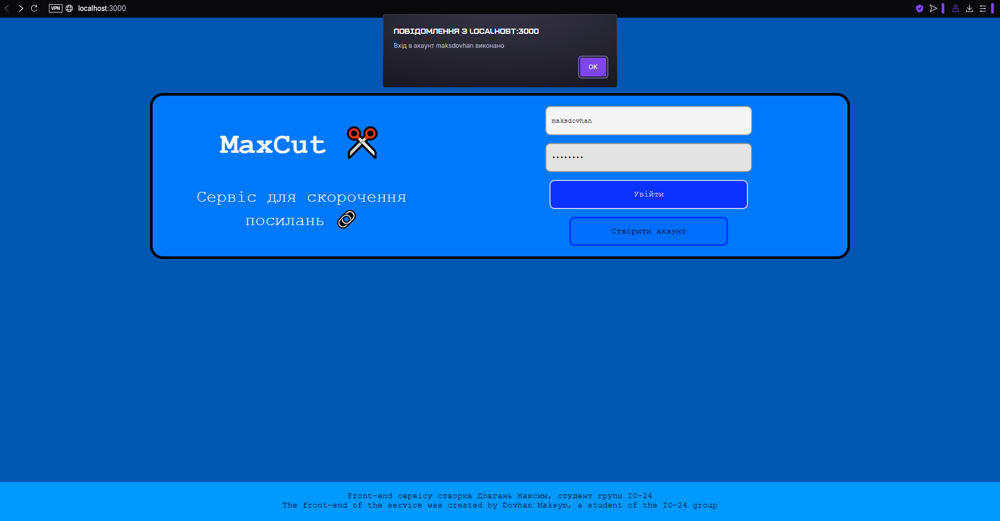 VPN localhost:3000
ПОВІДОМЛЕННЯ З LOCALHOST:3000
Вхід в акаунт maksdovhan виконано
OK
MaxCut
Сервіс для скорочення
посилань
maksdovhan
••••••••
Увійти
Створити акаунт
Front-end сервісу створив Довгань Максим, студент групи ІО-24
The front-end of the service was created by Dovhan Maksym, a student of the IO-24 group